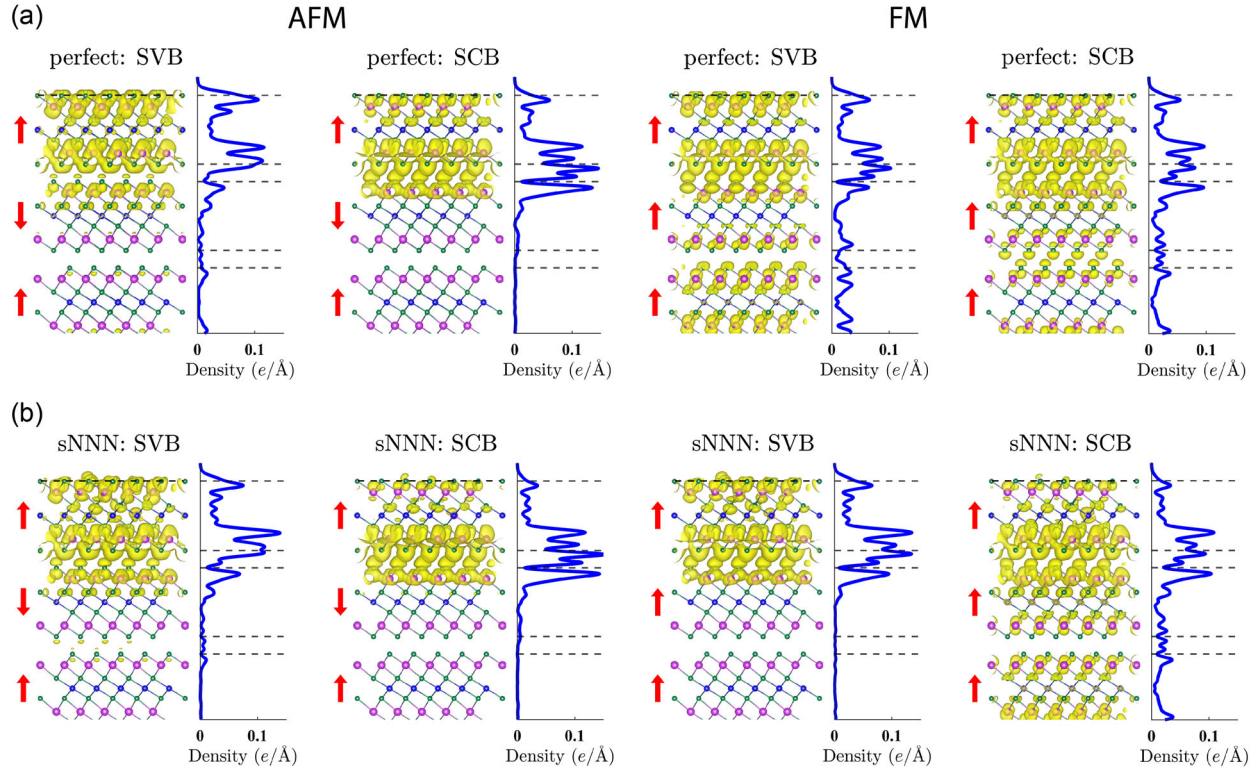 (a)
AFM
FM
perfect: SVB
perfect: SCB
perfect: SVB
perfect: SCB
0 0.1
Density (e/Å)
0 0.1
Density (e/Å)
0 0.1
Density (e/Å)
0 0.1
Density (e/Å)
(b)
sNNN: SVB
sNNN: SCB
sNNN: SVB
sNNN: SCB
0 0.1
Density (e/Å)
0 0.1
Density (e/Å)
0 0.1
Density (e/Å)
0 0.1
Density (e/Å)